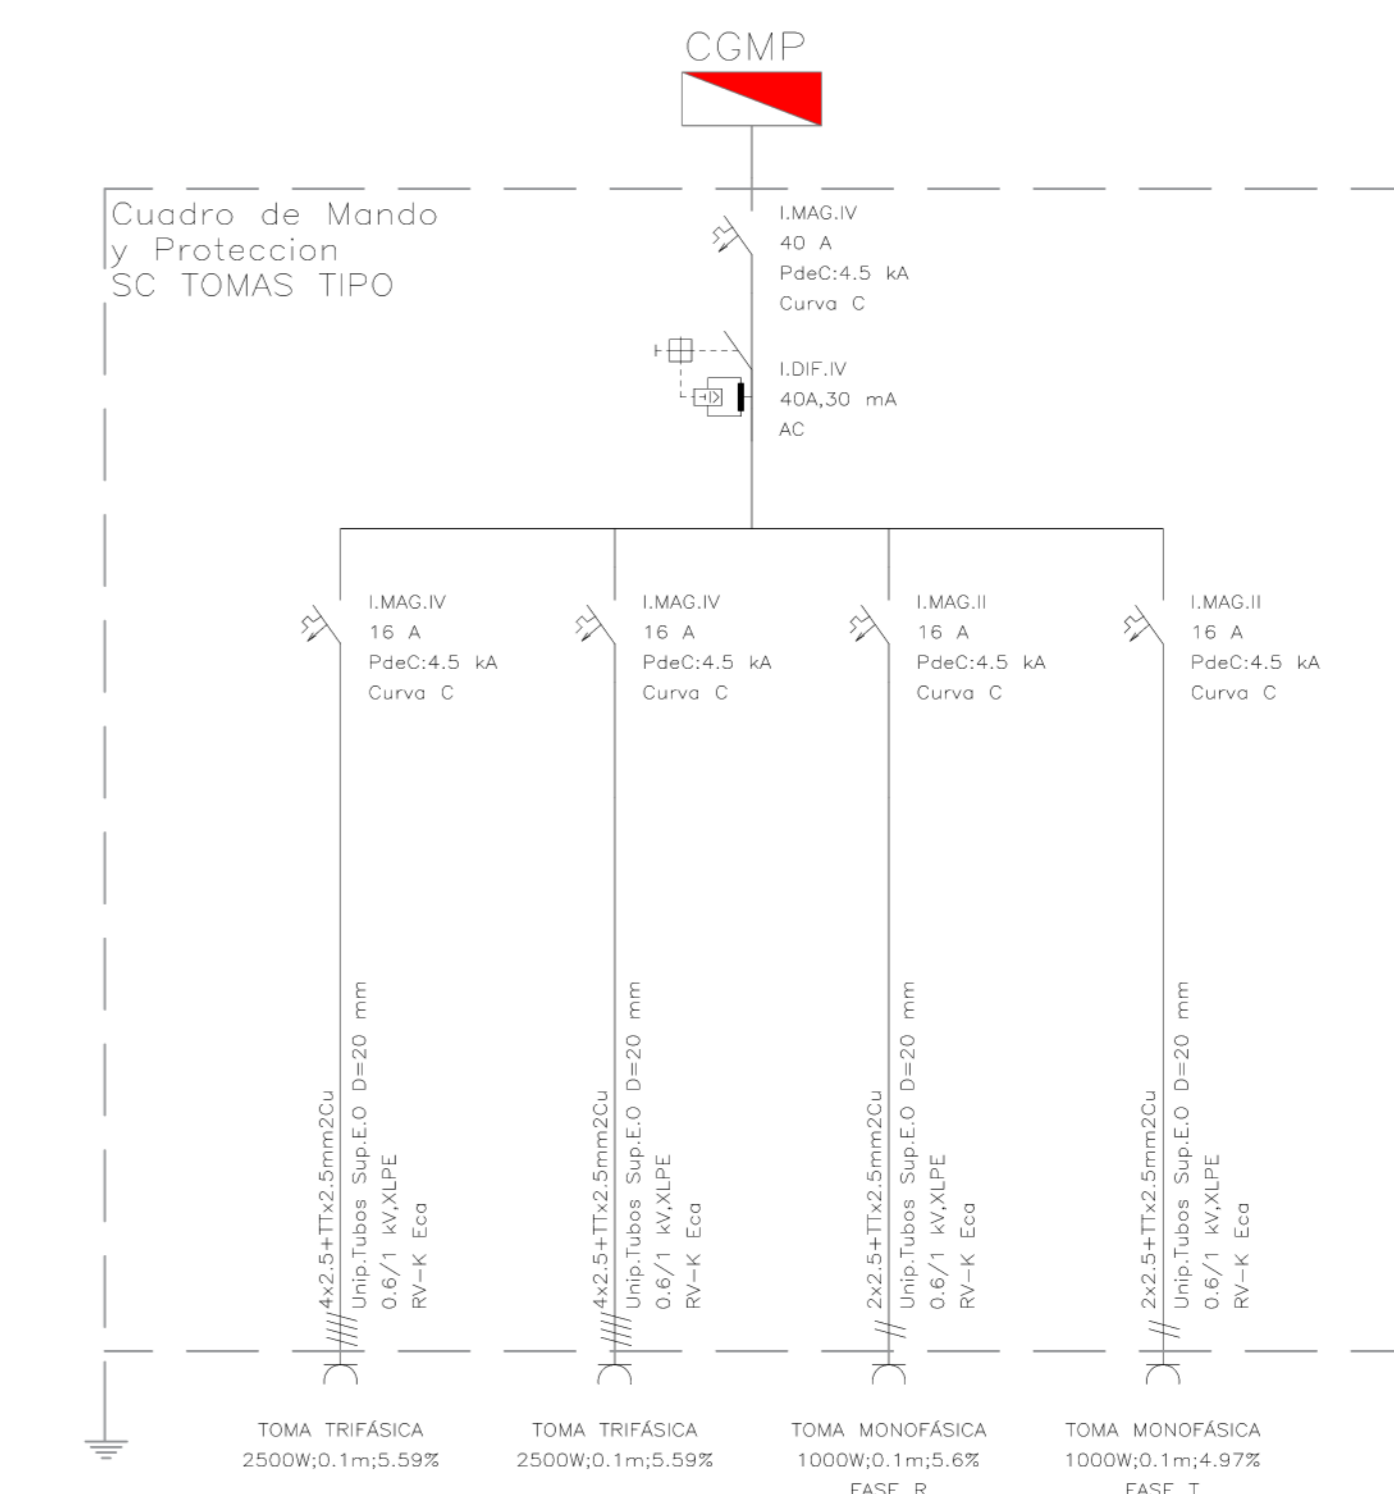 CGMP
Cuadro de Mando
y Proteccion
SC TOMAS TIPO
I.MAG.IV
40 A
PdeC:4.5 kA
Curva C
I.DIF.IV
40A,30 mA
AC
I.MAG.IV
16 A
PdeC:4.5 kA
Curva C
I.MAG.IV
16 A
PdeC:4.5 kA
Curva C
I.MAG.II
16 A
PdeC:4.5 kA
Curva C
I.MAG.II
16 A
PdeC:4.5 kA
Curva C
4x2.5+TTx2.5mm2Cu
Unip.Tubos Sup.E.O D=20 mm
0.6/1 kV,XLPE
RV-K Eca
4x2.5+TTx2.5mm2Cu
Unip.Tubos Sup.E.O D=20 mm
0.6/1 kV,XLPE
RV-K Eca
2x2.5+TTx2.5mm2Cu
Unip.Tubos Sup.E.O D=20 mm
0.6/1 kV,XLPE
RV-K Eca
2x2.5+TTx2.5mm2Cu
Unip.Tubos Sup.E.O D=20 mm
0.6/1 kV,XLPE
RV-K Eca
TOMA TRIFÁSICA
2500W;0.1m;5.59%
TOMA TRIFÁSICA
2500W;0.1m;5.59%
TOMA MONOFÁSICA
1000W;0.1m;5.6%
FASE R
TOMA MONOFÁSICA
1000W;0.1m;4.97%
FASE T